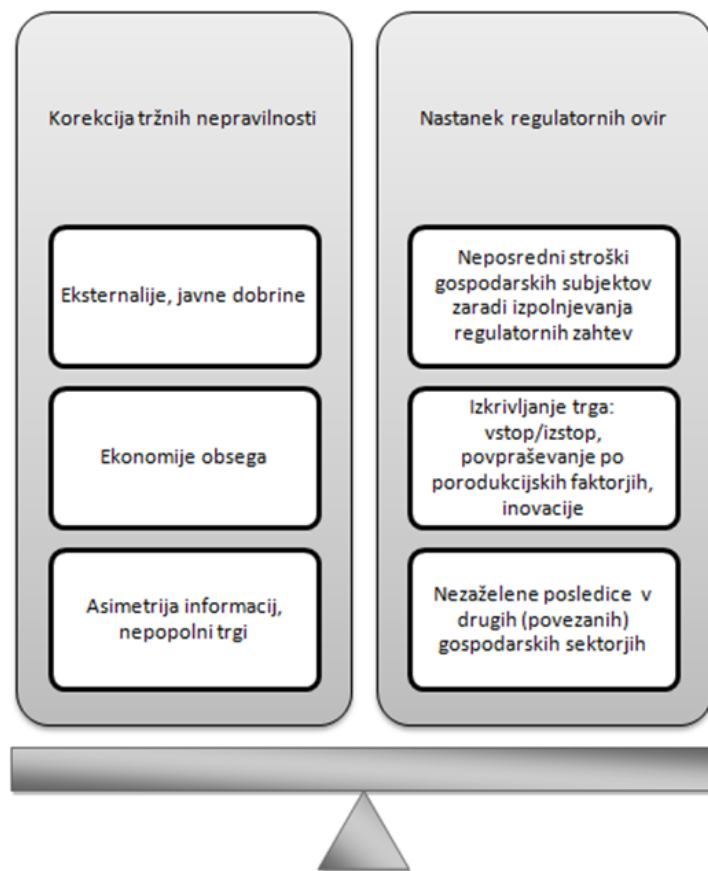 Korekcija tržnih nepravilnosti
Eksternalije, javne dobrine
Ekonomije obsega
Asimetrija informacij,
nepopolni trgi
Nastanek regulatornih ovir
Neposredni stroški
gospodarskih subjektov
zaradi izpolnjevanja
regulatornih zahtev
Izkrivljanje trga:
vstop/izstop,
povpraševanje po
porodukcijskih faktorjih,
inovacije
Nezaželene posledice v
drugih (povezanih)
gospodarskih sektorjih